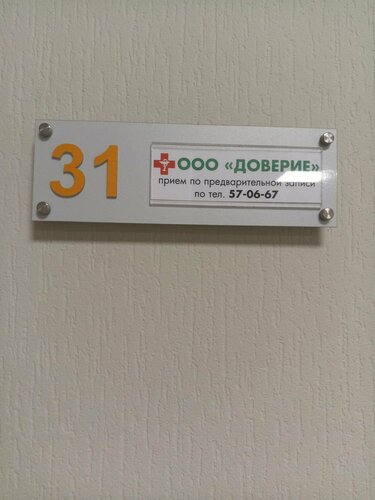 31
ООО «ДОВЕРИЕ»
прием по предварительной записи
по тел. 57-06-67